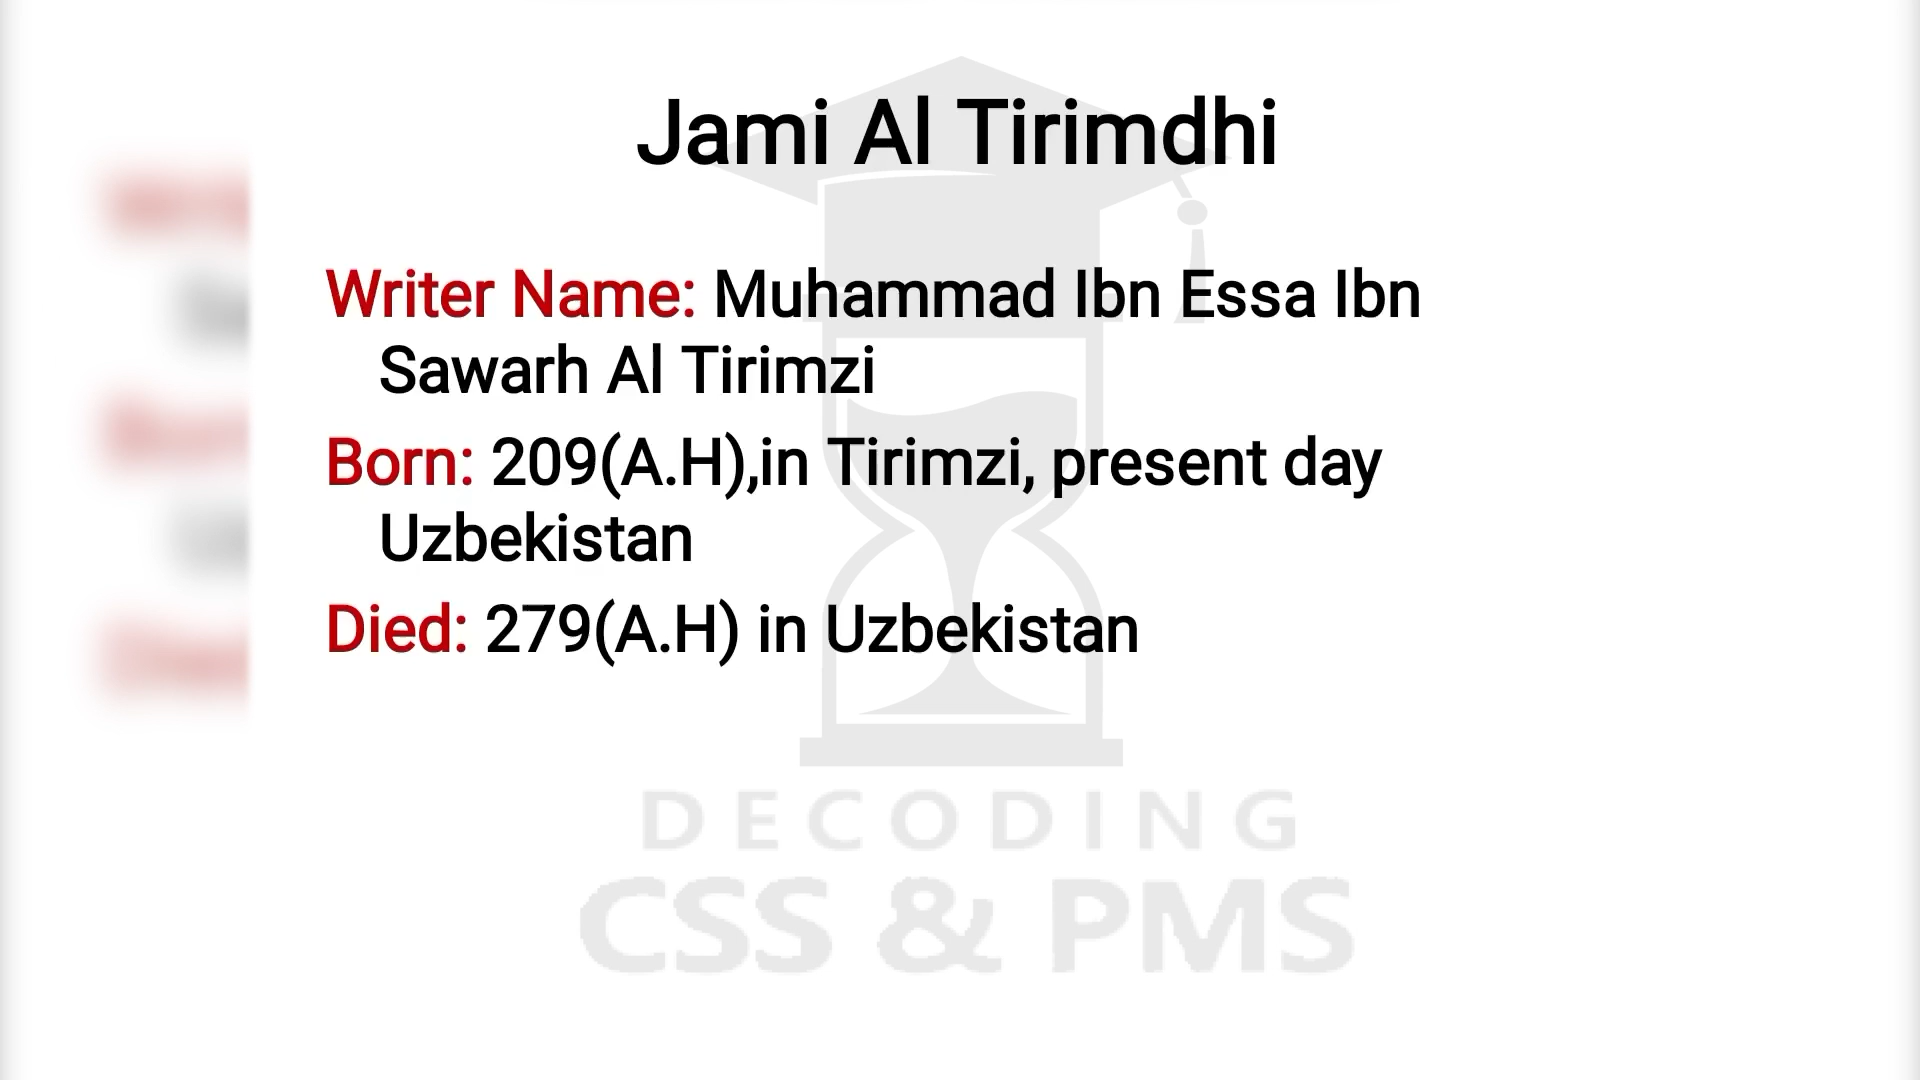 Jami Al Tirimdhi
Writer Name: Muhammad Ibn Essa Ibn
Sawarh Al Tirimzi
Born: 209(A.H),in Tirimzi, present day
Uzbekistan
Died: 279(A.H) in Uzbekistan
DECODING
CSS & PMS